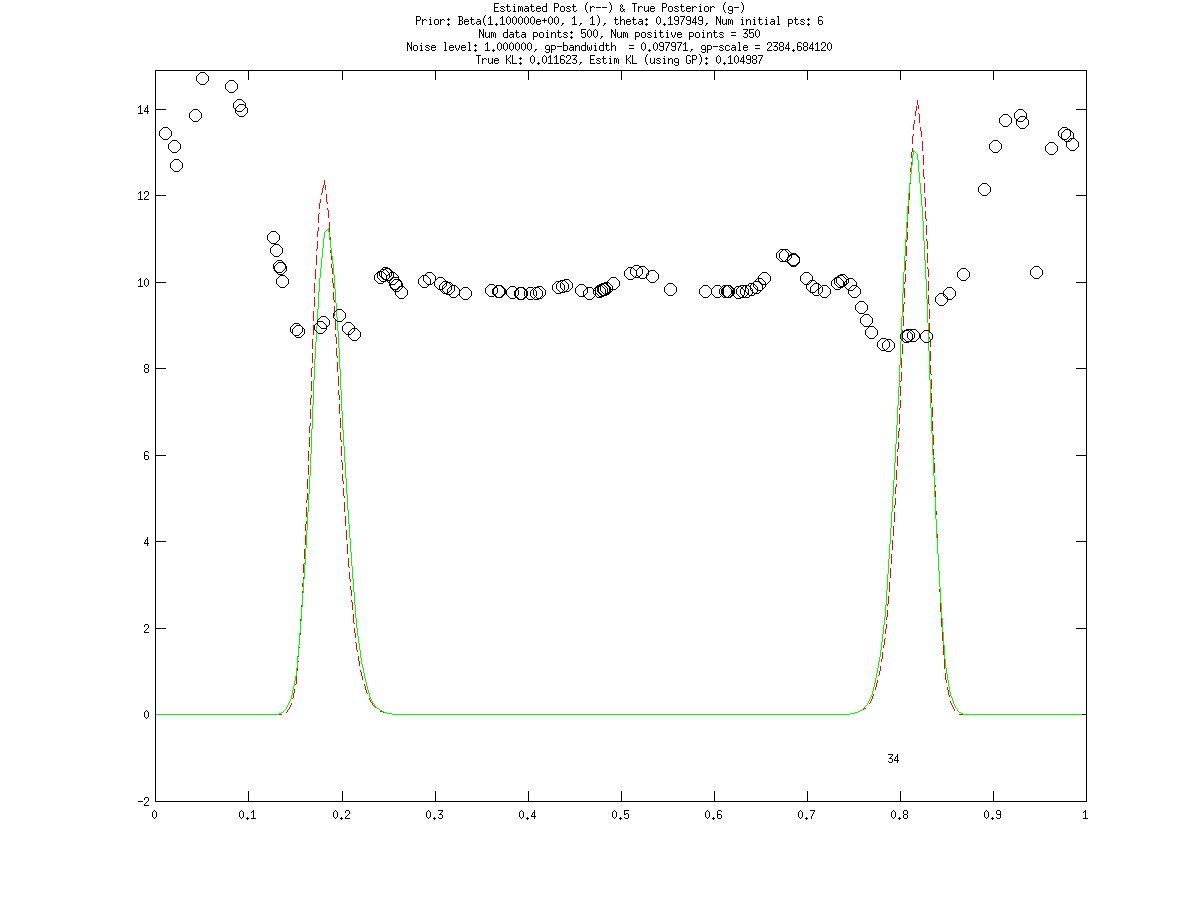 Estimated Post (r--) & True Posterior (g-)
Prior: Beta(1.100000e+00, 1, 1), theta: 0.197949, Num initial pts: 6
Num data points: 500, Num positive points = 350
Noise level: 1.000000, gp-bandwidth  = 0.097971, gp-scale = 2384.684120
True KL: 0.011623, Estim KL (using GP): 0.104987
14
12
10
8
6
4
2
0
34
-2
0 0.1 0.2 0.3 0.4 0.5 0.6 0.7 0.8 0.9 1